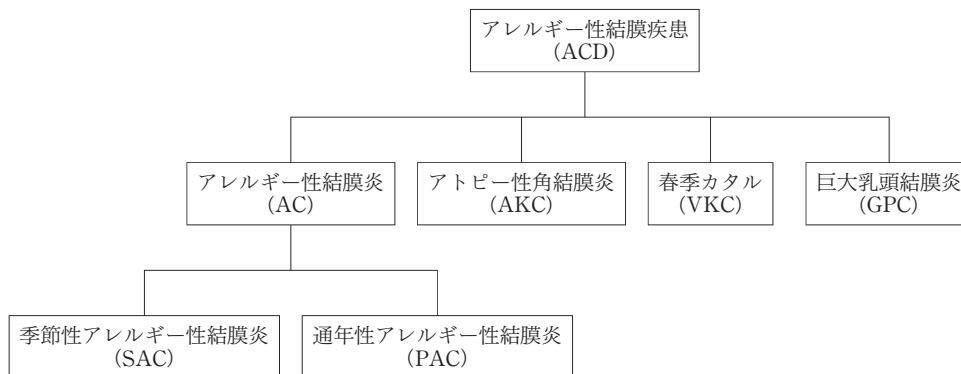 アレルギー性結膜疾患
(ACD)
アレルギー性結膜炎
(AC)
アトピー性角結膜炎
(AKC)
春季カタル
(VKC)
巨大乳頭結膜炎
(GPC)
季節性アレルギー性結膜炎
(SAC)
通年性アレルギー性結膜炎
(PAC)